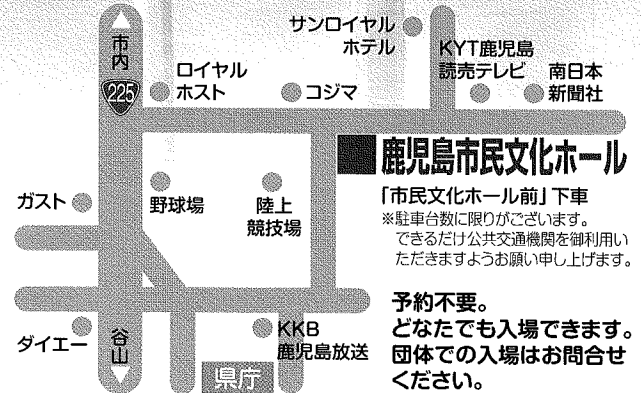 市内
225
ロイヤル
ホスト
コジマ
サンロイヤル
ホテル
KYT鹿児島
読売テレビ
南日本
新聞社
鹿児島市民文化ホール
「市民文化ホール前」下車
※駐車台数に限りがございます。
できるだけ公共交通機関を御利用い
ただきますようお願い申し上げます。
ガスト
野球場
陸上
競技場
ダイエー
谷山
KKB
鹿児島放送
県庁
予約不要。
どなたでも入場できます。
団体での入場はお問合せ
ください。